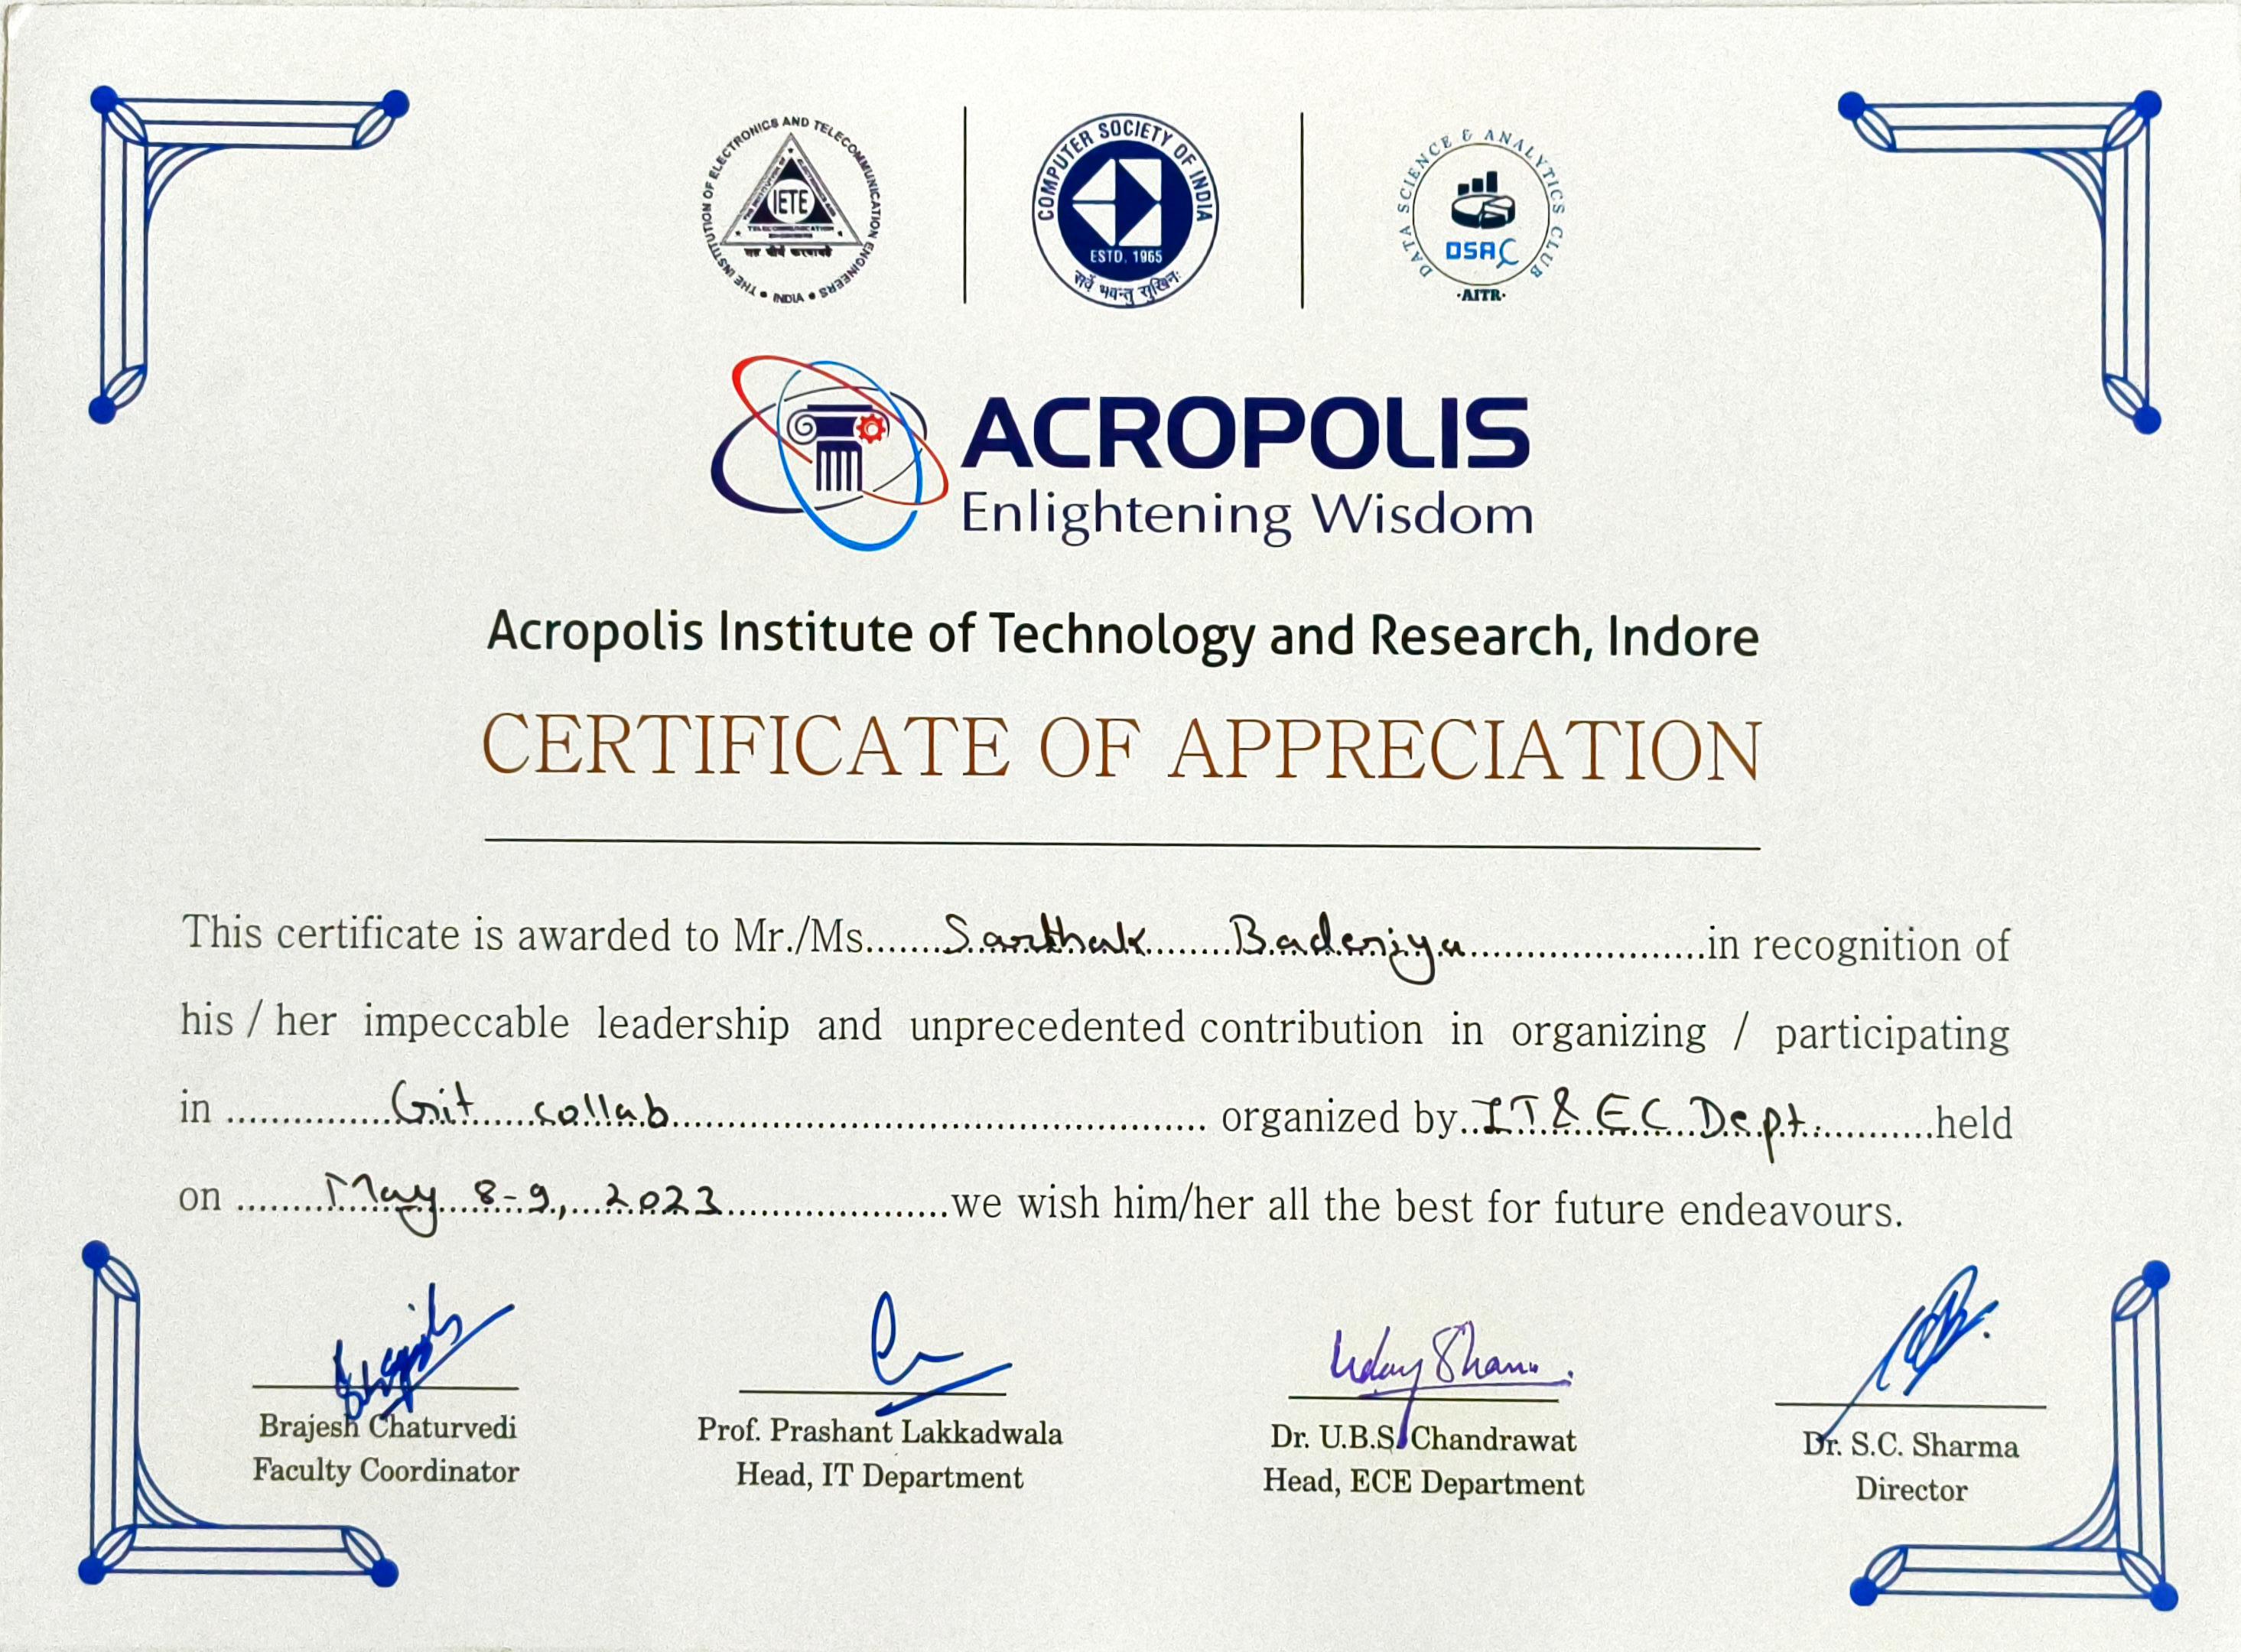 THE INSTITUTION OF ELECTRONICS AND TELECOMMUNICATION ENGINEERS
• INDIA •
IETE
COMPUTER SOCIETY OF INDIA
ESTD. 1965
सर्वे भवन्तु सुखिनः
DATA SCIENCE & ANALYTICS CLUB
DSAC
·AITR·
ACROPOLIS
Enlightening Wisdom
Acropolis Institute of Technology and Research, Indore
CERTIFICATE OF APPRECIATION
This certificate is awarded to Mr./Ms.......Sarthak.......Baderiya.......in recognition of
his / her impeccable leadership and unprecedented contribution in organizing / participating
in .......Git collab....... organized by..IT & EC Dept........held
on .......May 8-9, 2023.......we wish him/her all the best for future endeavours.
Uday
Brajesh Chaturvedi Prof. Prashant Lakkadwala Dr. U.B.S. Chandrawat Dr. S.C. Sharma
Faculty Coordinator Head, IT Department Head, ECE Department Director